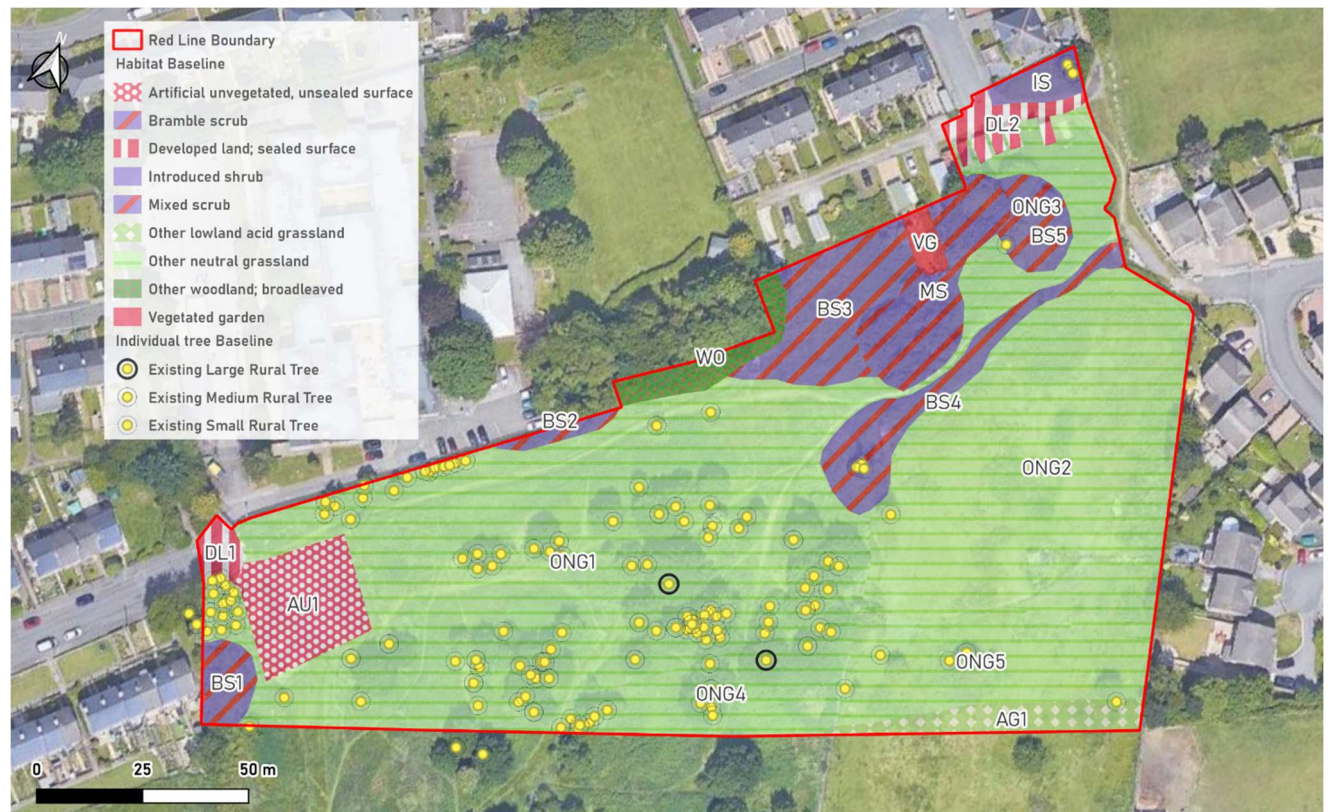 N
Red Line Boundary
Habitat Baseline
Artificial unvegetated, unsealed surface
Bramble scrub
Developed land; sealed surface
Introduced shrub
Mixed scrub
Other lowland acid grassland
Other neutral grassland
Other woodland; broadleaved
Vegetated garden
Individual tree Baseline
Existing Large Rural Tree
Existing Medium Rural Tree
Existing Small Rural Tree
IS
DL2
ONG3
VG
BS5
MS
BS3
WO
BS4
BS2
ONG2
DL1
ONG1
AU1
ONG5
BS1
ONG4
AG1
0 25 50 m